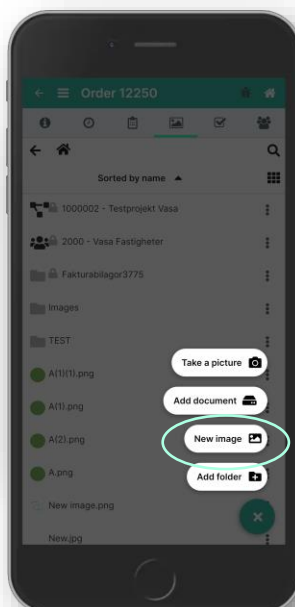 Order 12250
Sorted by name
1000002 - Testprojekt Vasa
2000 - Vasa Fastigheter
Fakturabilagor3775
Images
TEST
Take a picture
A(1)(1).png
Add document
A(1).png
New image
A(2).png
Add folder
A.png
New image.png
New.jpg